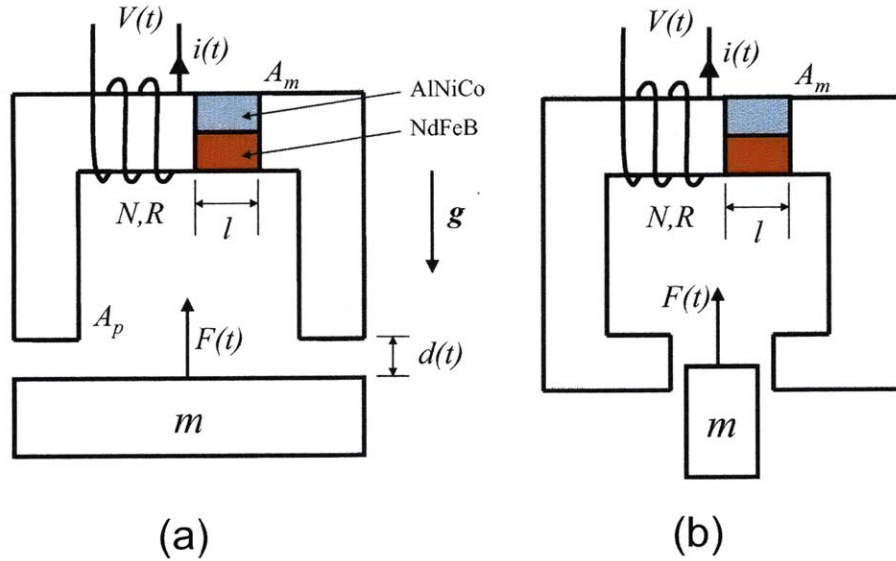 V(t)
i(t)
A_m
AlNiCo
NdFeB
N,R
l
g
A_p
F(t)
d(t)
m
(a)
V(t)
i(t)
A_m
N,R
l
F(t)
m
(b)